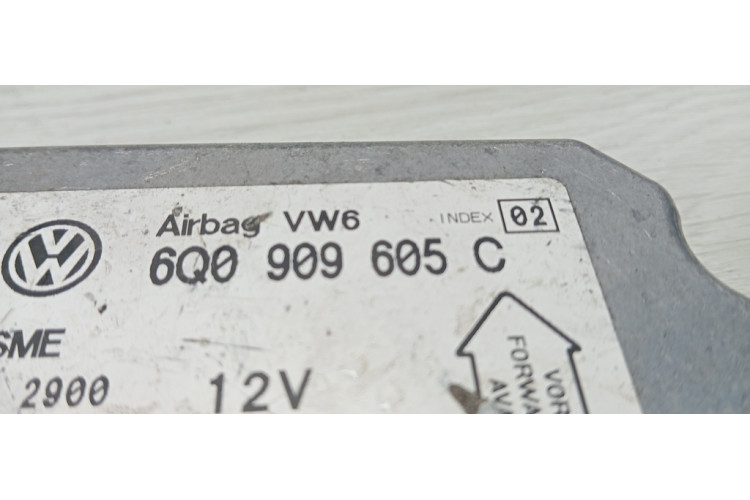 Airbag VW6 INDEX 02
6Q0 909 605 C
SME
2900 12V
VOR
FORWA
AV